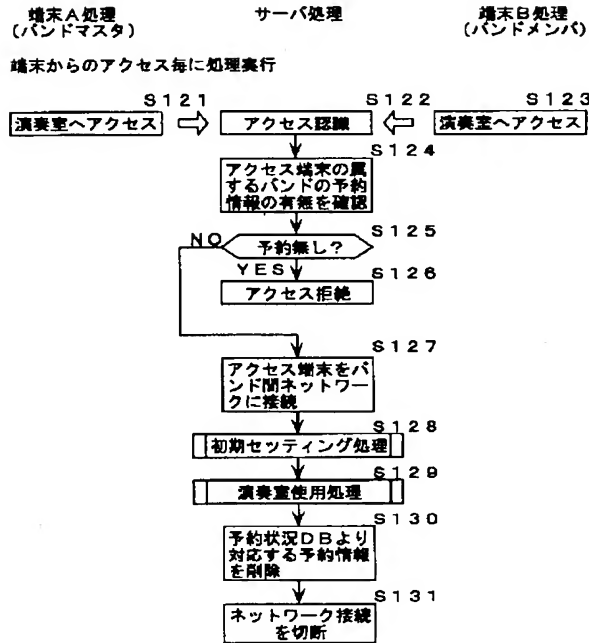 端末A処理
(バンドマスタ)
サーバ処理
端末B処理
(バンドメンバ)
端末からのアクセス毎に処理実行
S121
S122
S123
演奏室へアクセス
アクセス認識
演奏室へアクセス
S124
アクセス端末の属
するバンドの予約
情報の有無を確認
S125
NO
予約無し?
YES
S126
アクセス拒絶
S127
アクセス端末をバ
ンド間ネットワー
クに接続
S128
初期セッティング処理
S129
演奏室使用処理
S130
予約状況DBより
対応する予約情報
を削除
S131
ネットワーク接続
を切断